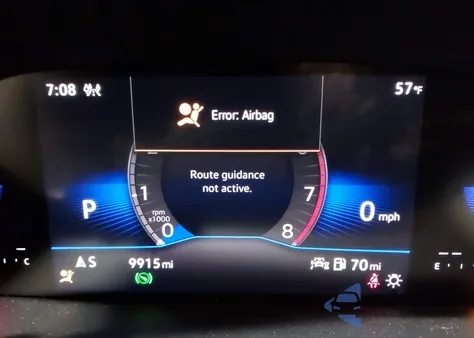 7:08
57°F
Error: Airbag
Route guidance
not active.
1
7
rpm
x1000
0
8
P
0 mph
C
E
S
9915 mi
70 mi